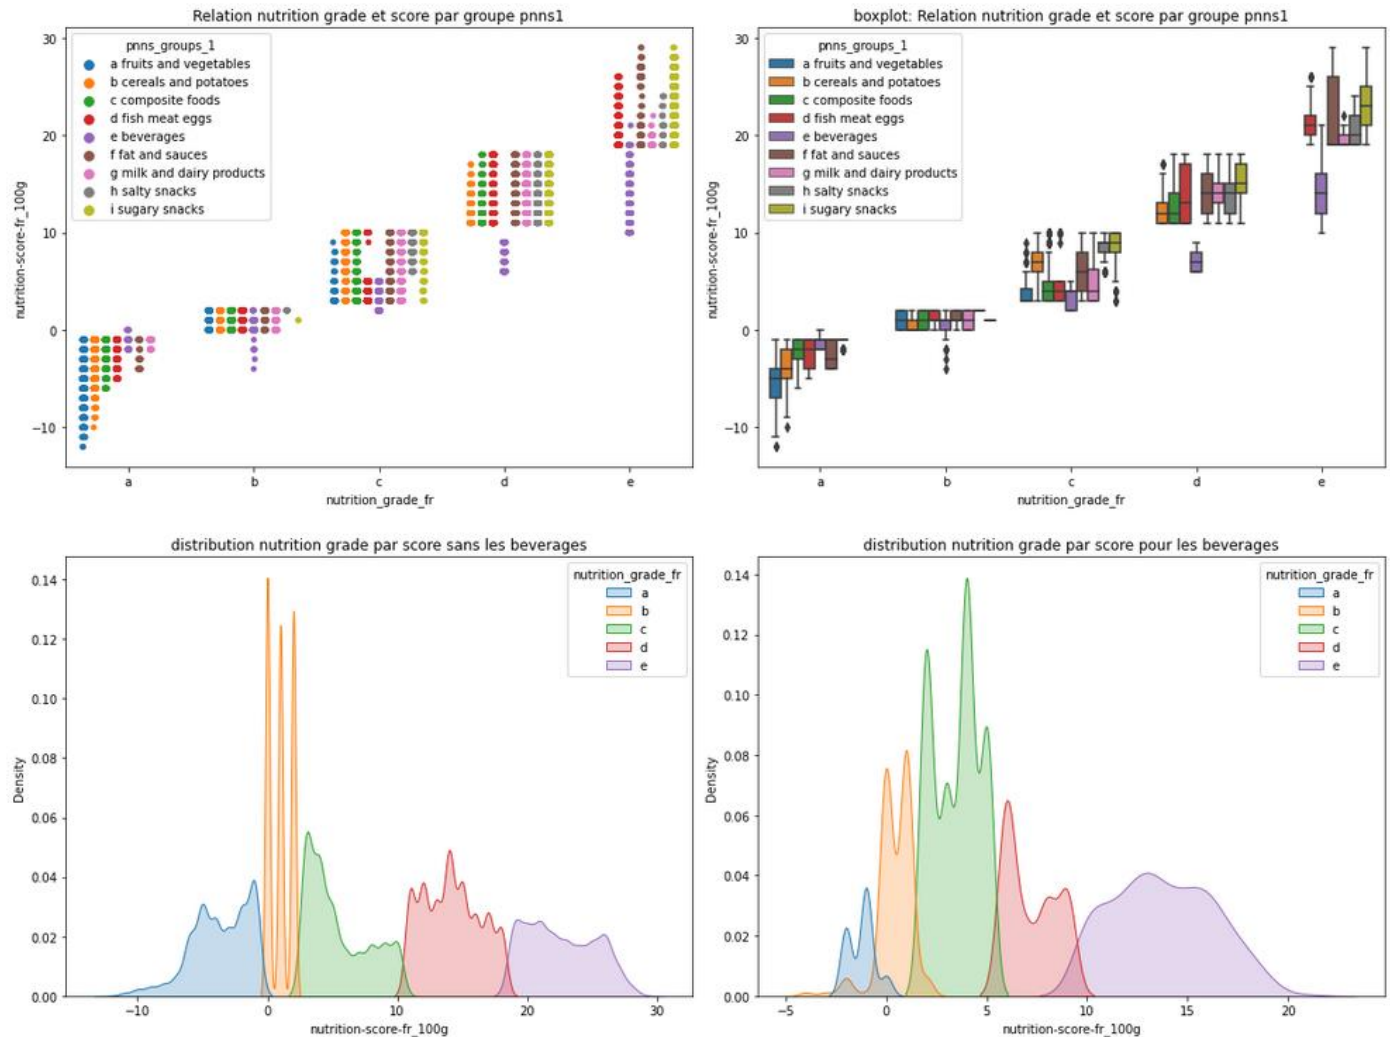 Relation nutrition grade et score par groupe pnns1
30
20
10
0
−10
nutrition-score-fr_100g
pnns_groups_1
a fruits and vegetables
b cereals and potatoes
c composite foods
d fish meat eggs
e beverages
f fat and sauces
g milk and dairy products
h salty snacks
i sugary snacks
a b c d e
nutrition_grade_fr
boxplot: Relation nutrition grade et score par groupe pnns1
30
20
10
0
−10
nutrition-score-fr_100g
pnns_groups_1
a fruits and vegetables
b cereals and potatoes
c composite foods
d fish meat eggs
e beverages
f fat and sauces
g milk and dairy products
h salty snacks
i sugary snacks
a b c d e
nutrition_grade_fr
distribution nutrition grade par score sans les beverages
0.14
0.12
0.10
0.08
0.06
0.04
0.02
0.00
Density
nutrition_grade_fr
a
b
c
d
e
−10 0 10 20 30
nutrition-score-fr_100g
distribution nutrition grade par score pour les beverages
0.14
0.12
0.10
0.08
0.06
0.04
0.02
0.00
Density
nutrition_grade_fr
a
b
c
d
e
−5 0 5 10 15 20
nutrition-score-fr_100g